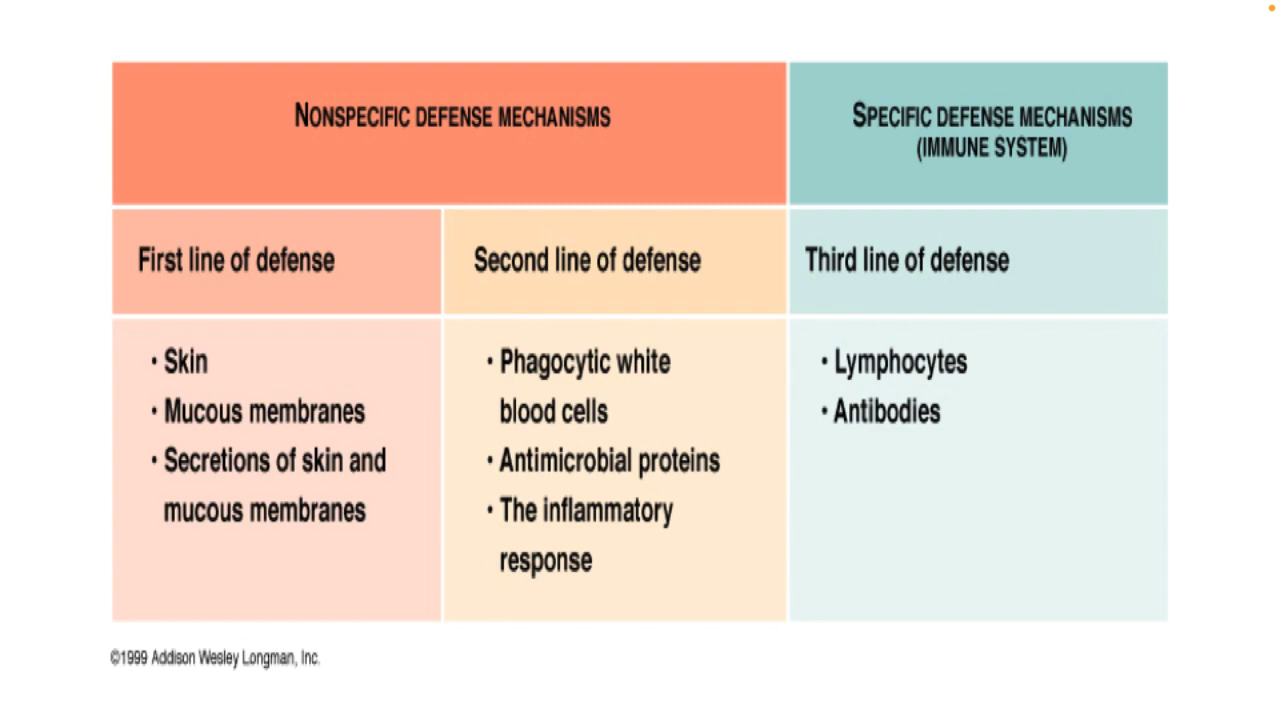 NONSPECIFIC DEFENSE MECHANISMS
SPECIFIC DEFENSE MECHANISMS
(IMMUNE SYSTEM)
First line of defense
Second line of defense
Third line of defense
• Skin
• Mucous membranes
• Secretions of skin and
mucous membranes
• Phagocytic white
blood cells
• Antimicrobial proteins
• The inflammatory
response
• Lymphocytes
• Antibodies
©1999 Addison Wesley Longman, Inc.